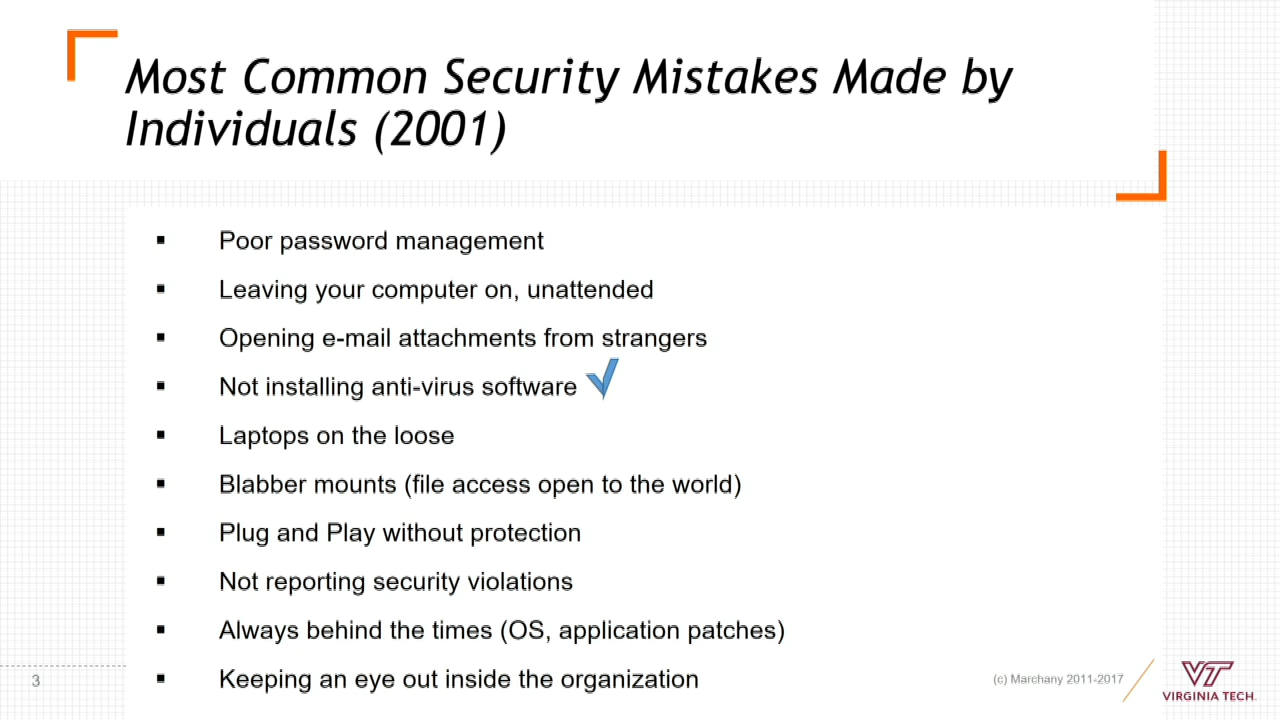 Most Common Security Mistakes Made by
Individuals (2001)
▪ Poor password management
▪ Leaving your computer on, unattended
▪ Opening e-mail attachments from strangers
▪ Not installing anti-virus software
▪ Laptops on the loose
▪ Blabber mounts (file access open to the world)
▪ Plug and Play without protection
▪ Not reporting security violations
▪ Always behind the times (OS, application patches)
▪ Keeping an eye out inside the organization
3
(c) Marchany 2011-2017
VT
VIRGINIA TECH.